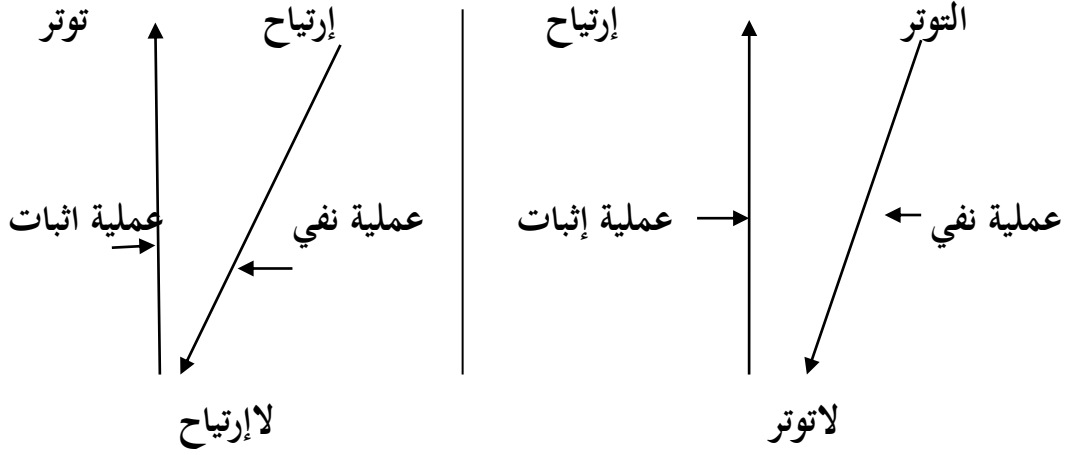 التوتر
إرتياح
إرتياح
توتر
عملية نفي
عملية إثبات
عملية نفي
عملية اثبات
لاتوتر
لاإرتياح